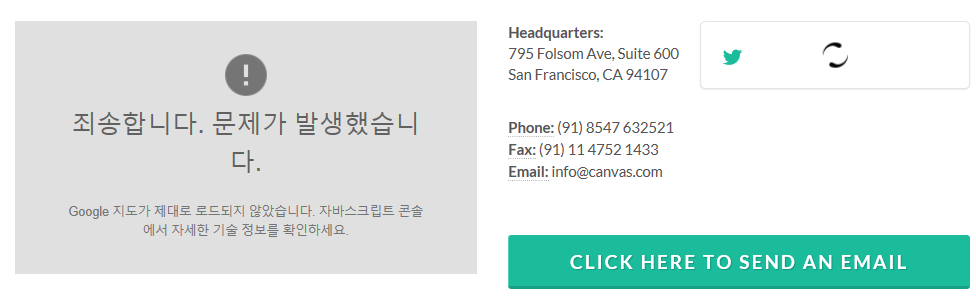 죄송합니다. 문제가 발생했습니
다.
Google 지도가 제대로 로드되지 않았습니다. 자바스크립트 콘솔
에서 자세한 기술 정보를 확인하세요.
Headquarters:
795 Folsom Ave, Suite 600
San Francisco, CA 94107
Phone: (91) 8547 632521
Fax: (91) 11 4752 1433
Email: info@canvas.com
CLICK HERE TO SEND AN EMAIL